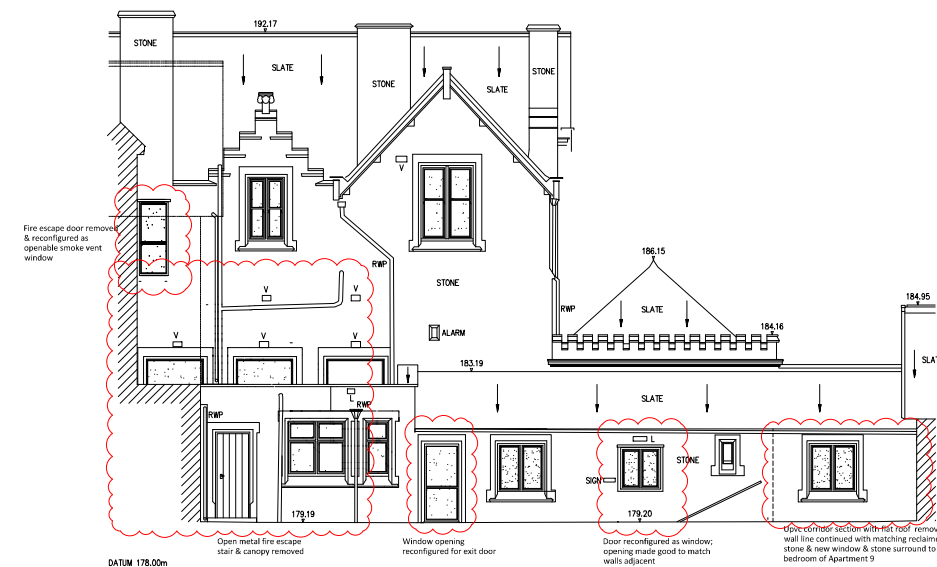 192.17
STONE
SLATE
STONE
SLATE
STONE
V
Fire escape door removed
& reconfigured as
openable smoke vent
window
RWP
STONE
V
V
186.15
SLATE
RWP
184.95
184.16
ALARM
V
V
V
183.19
SLATE
L
RWP
RWP
SLATE
L
STONE
SIGN
179.19
179.20
Open metal fire escape
stair & canopy removed
Window opening
reconfigured for exit door
Door reconfigured as window;
opening made good to match
walls adjacent
Upvc corridor section with flat roof remov
wall line continued with matching reclaime
stone & new window & stone surround to
bedroom of Apartment 9
DATUM 178.00m